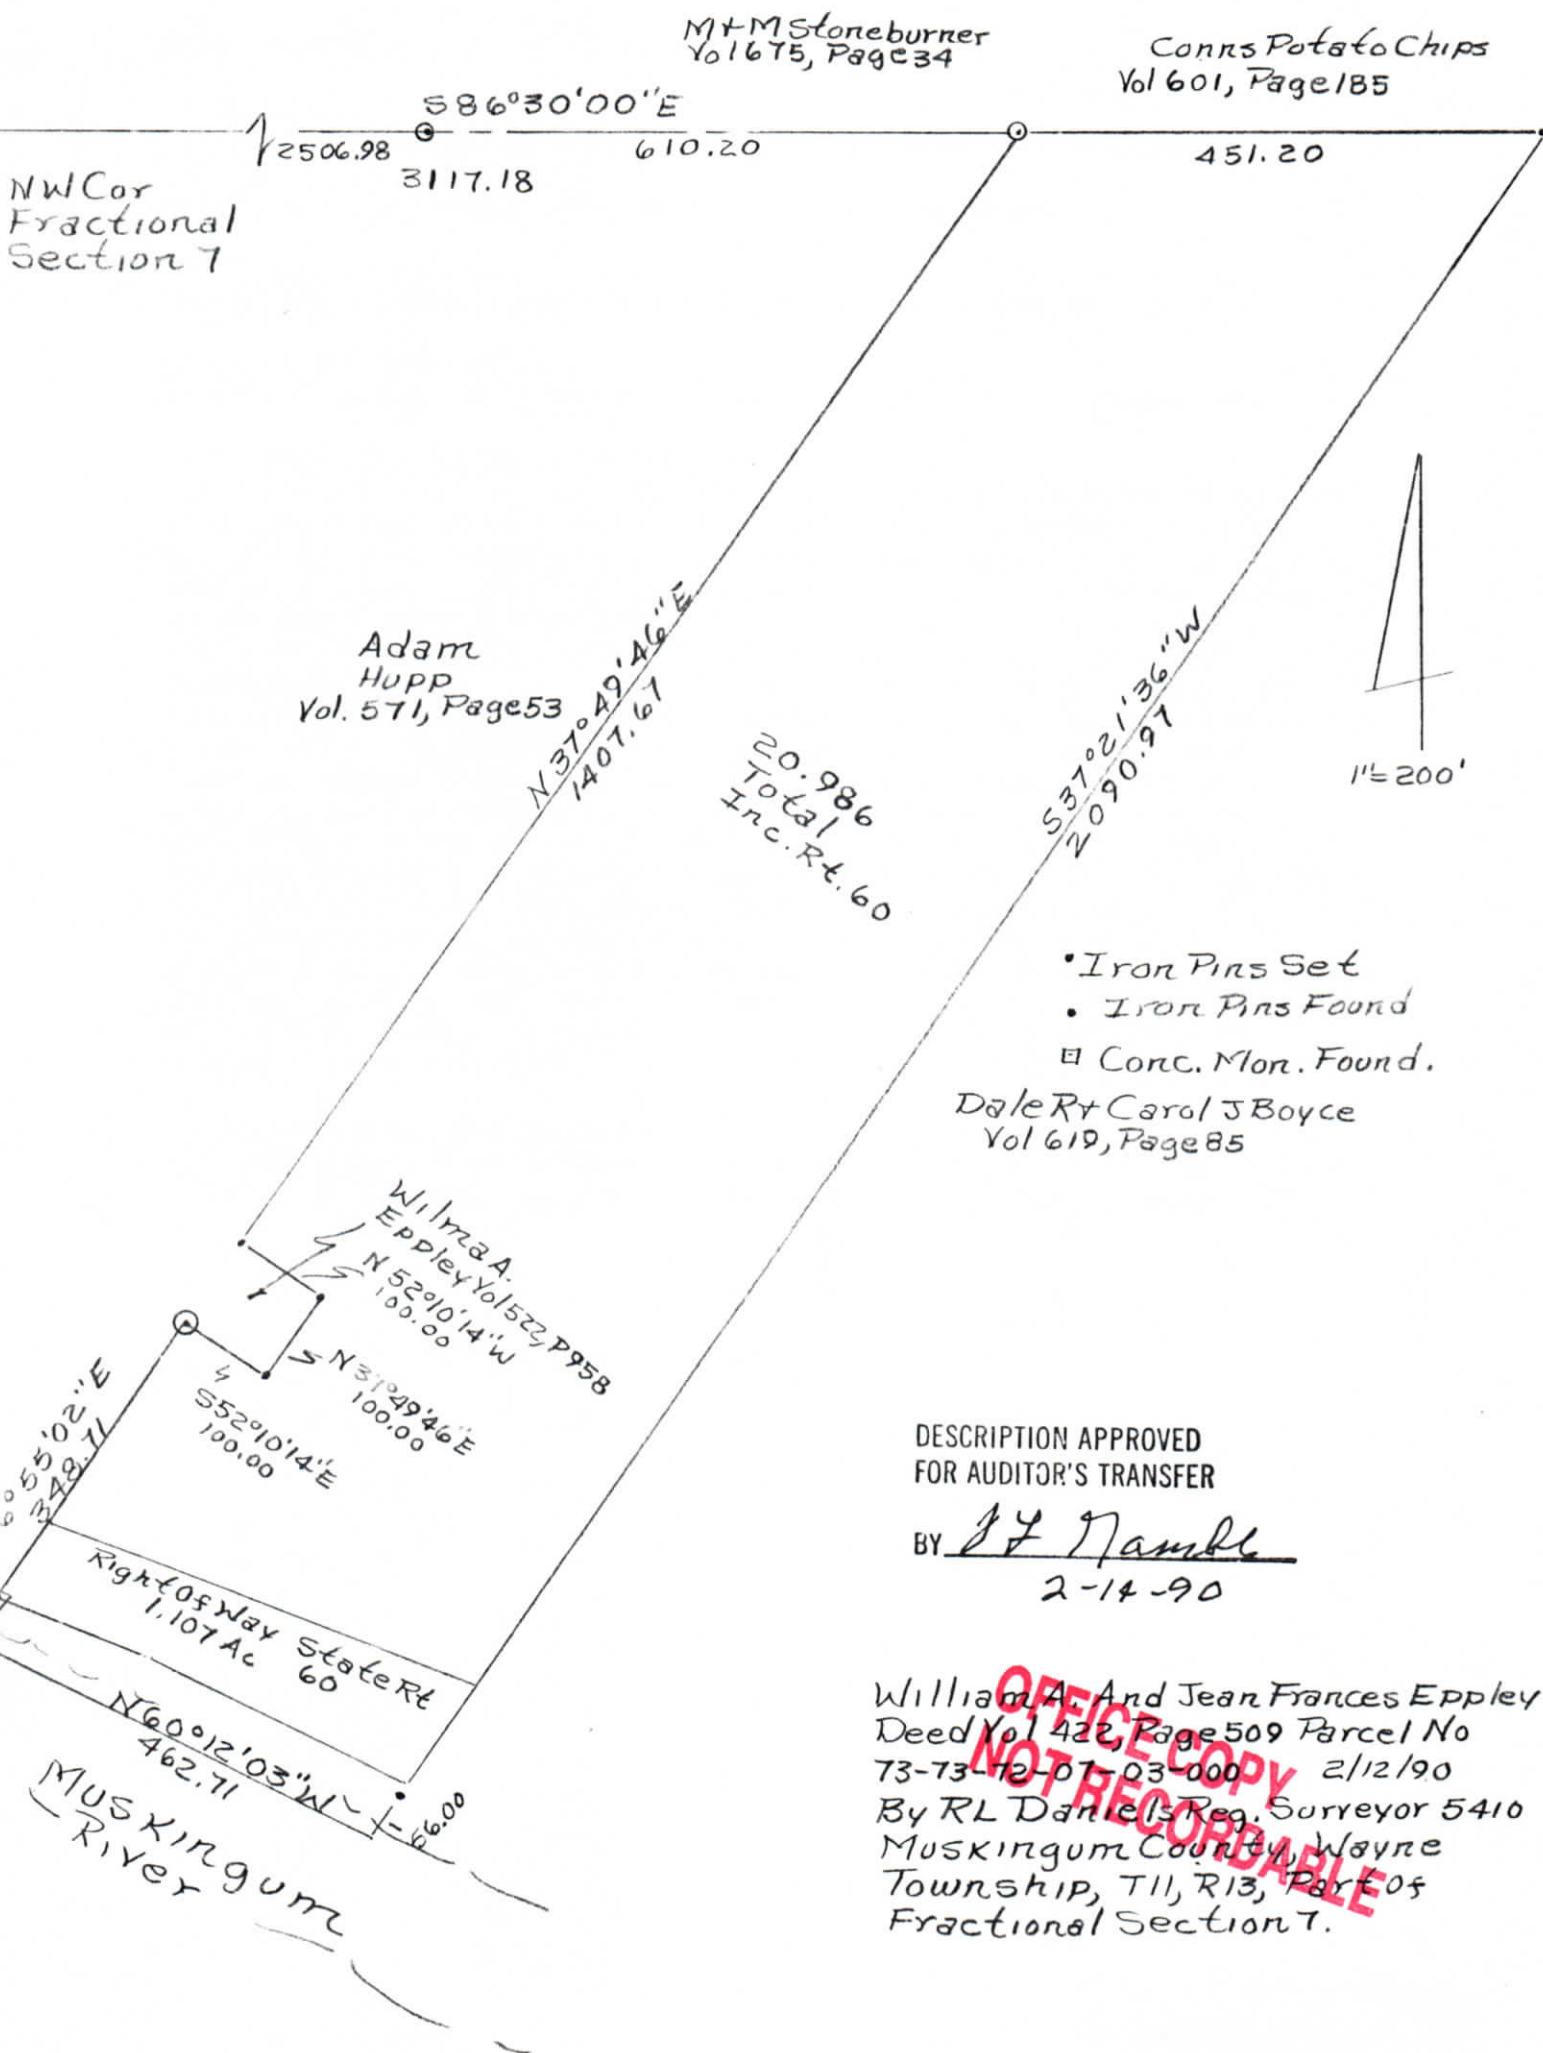 M+M Stoneburner
Vol 675, Page 34
Conns Potato Chips
Vol 601, Page 185
S86°30'00"E
2506.98
610.20
451.20
3117.18
NW Cor
Fractional
Section 7
Adam
Hupp
Vol. 571, Page 53
N37°49'46"E
1407.67
20.986
Total
Inc. Rt. 60
S37°21'36"W
2090.97
1"=200'
Iron Pins Set
Iron Pins Found
Conc. Mon. Found.
Dale R + Carol J Boyce
Vol 619, Page 85
Wilma A.
Eppley Vol 522, P958
N52°10'14"W
100.00
N37°49'46"E
100.00
S52°10'14"E
100.00
6°55'02"E
348.71
Right Of Way State Rt
1.107 Ac 60
N60°12'03"W
462.71
66.00
Muskingum
River
DESCRIPTION APPROVED
FOR AUDITOR'S TRANSFER
BY
2-14-90
William A. And Jean Frances Eppley
Deed Vol 422, Page 509 Parcel No
73-73-72-07-03-000 2/12/90
By RL Daniels Reg. Surveyor 5410
Muskingum County, Wayne
Township, T11, R13, Part Of
Fractional Section 7.
OFFICE COPY
NOT RECORDABLE